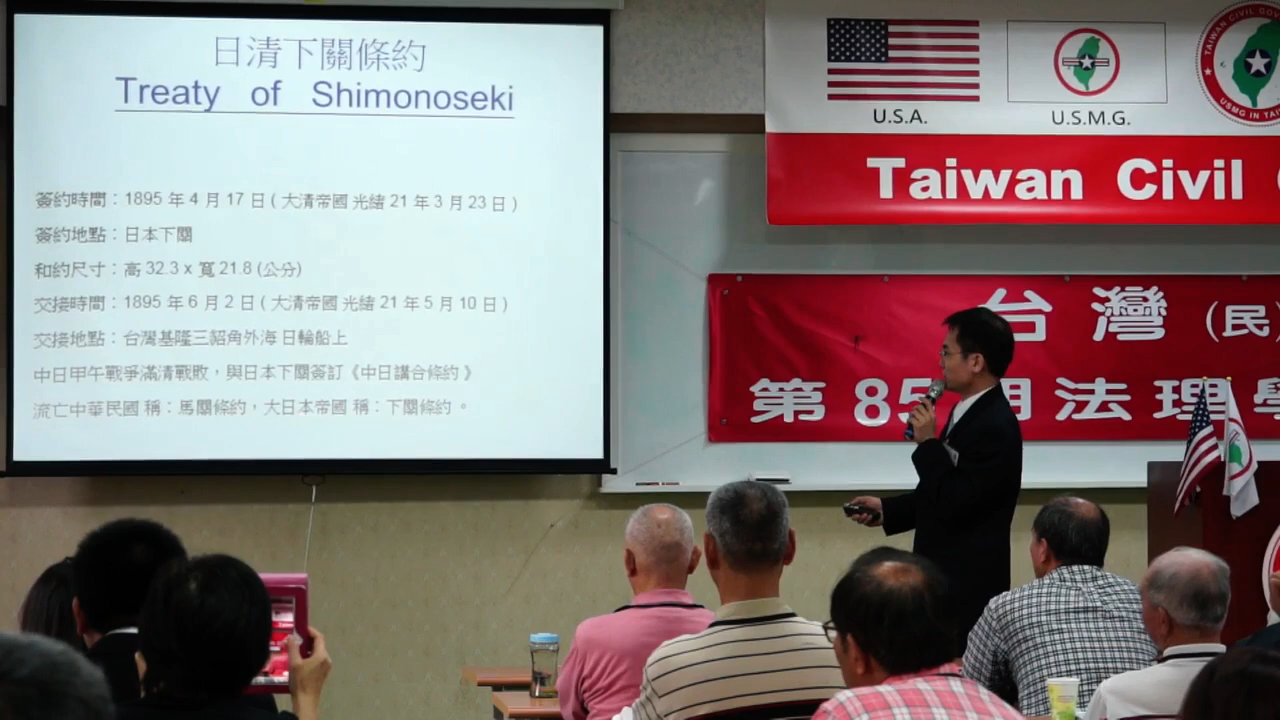 日清下關條約
Treaty of Shimonoseki
簽約時間：1895 年 4 月 17 日 ( 大清帝國 光緒 21 年 3 月 23 日 )
簽約地點：日本下關
和約尺寸：高 32.3 x 寬 21.8 (公分)
交接時間：1895 年 6 月 2 日 ( 大清帝國 光緒 21 年 5 月 10 日 )
交接地點：台灣基隆三貂角外海 日輪船上
中日甲午戰爭滿清戰敗，與日本下關簽訂《中日講合條約 》
流亡中華民國 稱：馬關條約，大日本帝國 稱：下關條約 。
U.S.A.
U.S.M.G.
TAIWAN CIVIL
USMG IN
Taiwan Civil
台灣 (民
第 85 期法理學